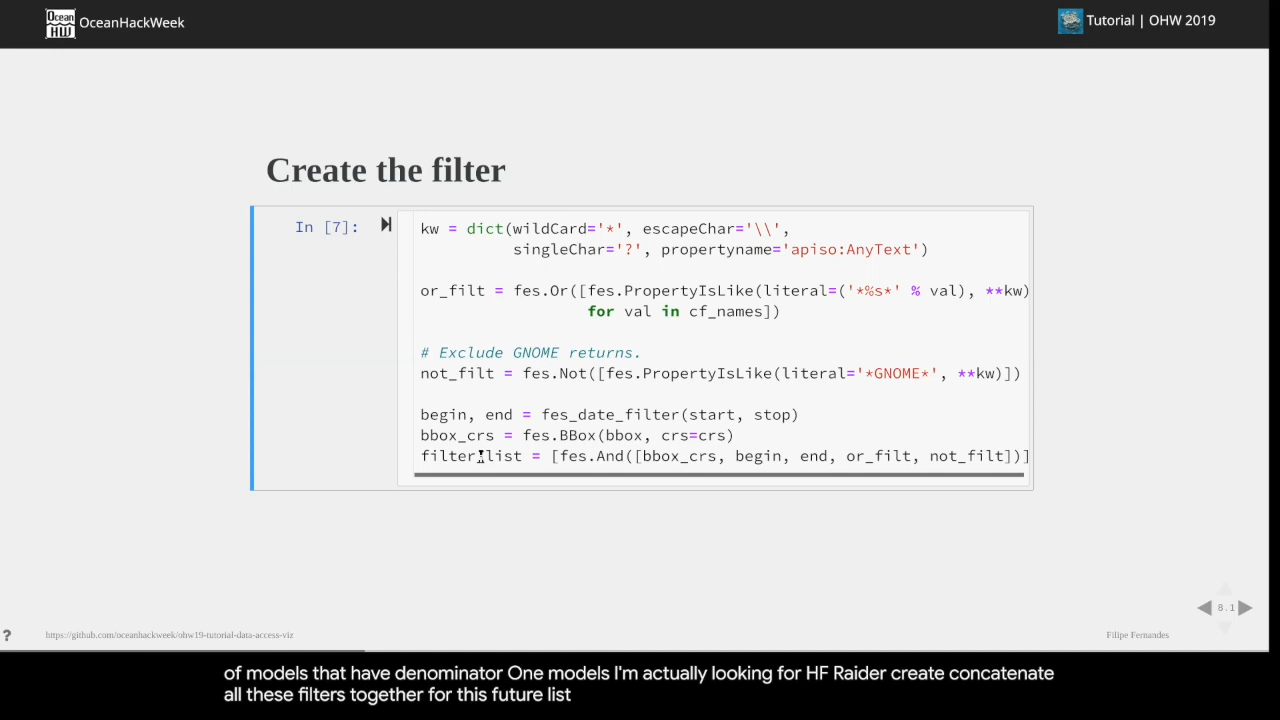 Ocean
HW
OceanHackWeek
Tutorial | OHW 2019
Create the filter
In [7]:
kw = dict(wildCard='*', escapeChar='\\',
singleChar='?', propertyname='apiso:AnyText')
or_filt = fes.Or([fes.PropertyIsLike(literal=('*%s*' % val), **kw)
for val in cf_names])
# Exclude GNOME returns.
not_filt = fes.Not([fes.PropertyIsLike(literal='*GNOME*', **kw)])
begin, end = fes_date_filter(start, stop)
bbox_crs = fes.BBox(bbox, crs=crs)
filter_list = [fes.And([bbox_crs, begin, end, or_filt, not_filt])]
8.1
?
https://github.com/oceanhackweek/ohw19-tutorial-data-access-viz
Filipe Fernandes
of models that have denominator One models I'm actually looking for HF Raider create concatenate
all these filters together for this future list